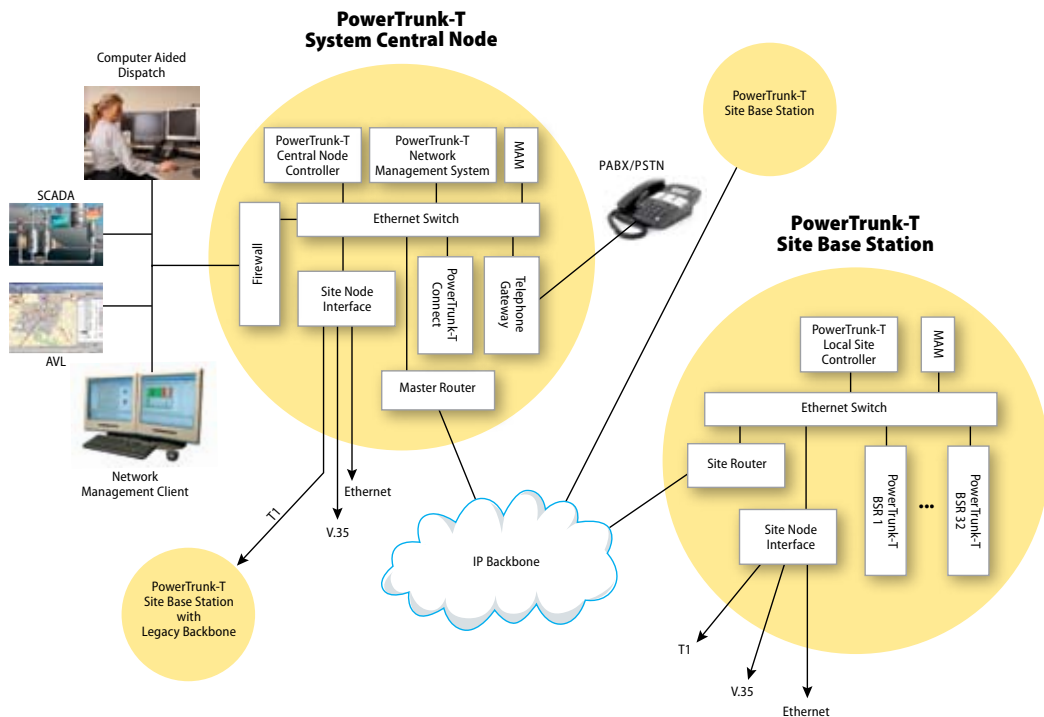 PowerTrunk-T
System Central Node
Computer Aided
Dispatch
SCADA
AVL
Network
Management Client
PowerTrunk-T
Central Node
Controller
PowerTrunk-T
Network
Management System
MAM
Ethernet Switch
Firewall
Site Node
Interface
PowerTrunk-T
Connect
Telephone
Gateway
Master Router
PABX/PSTN
T1
V.35
Ethernet
PowerTrunk-T
Site Base Station
with
Legacy Backbone
IP Backbone
PowerTrunk-T
Site Base Station
PowerTrunk-T
Site Base Station
PowerTrunk-T
Local Site
Controller
MAM
Ethernet Switch
Site Router
Site Node
Interface
PowerTrunk-T
BSR 1
...
PowerTrunk-T
BSR 32
T1
V.35
Ethernet